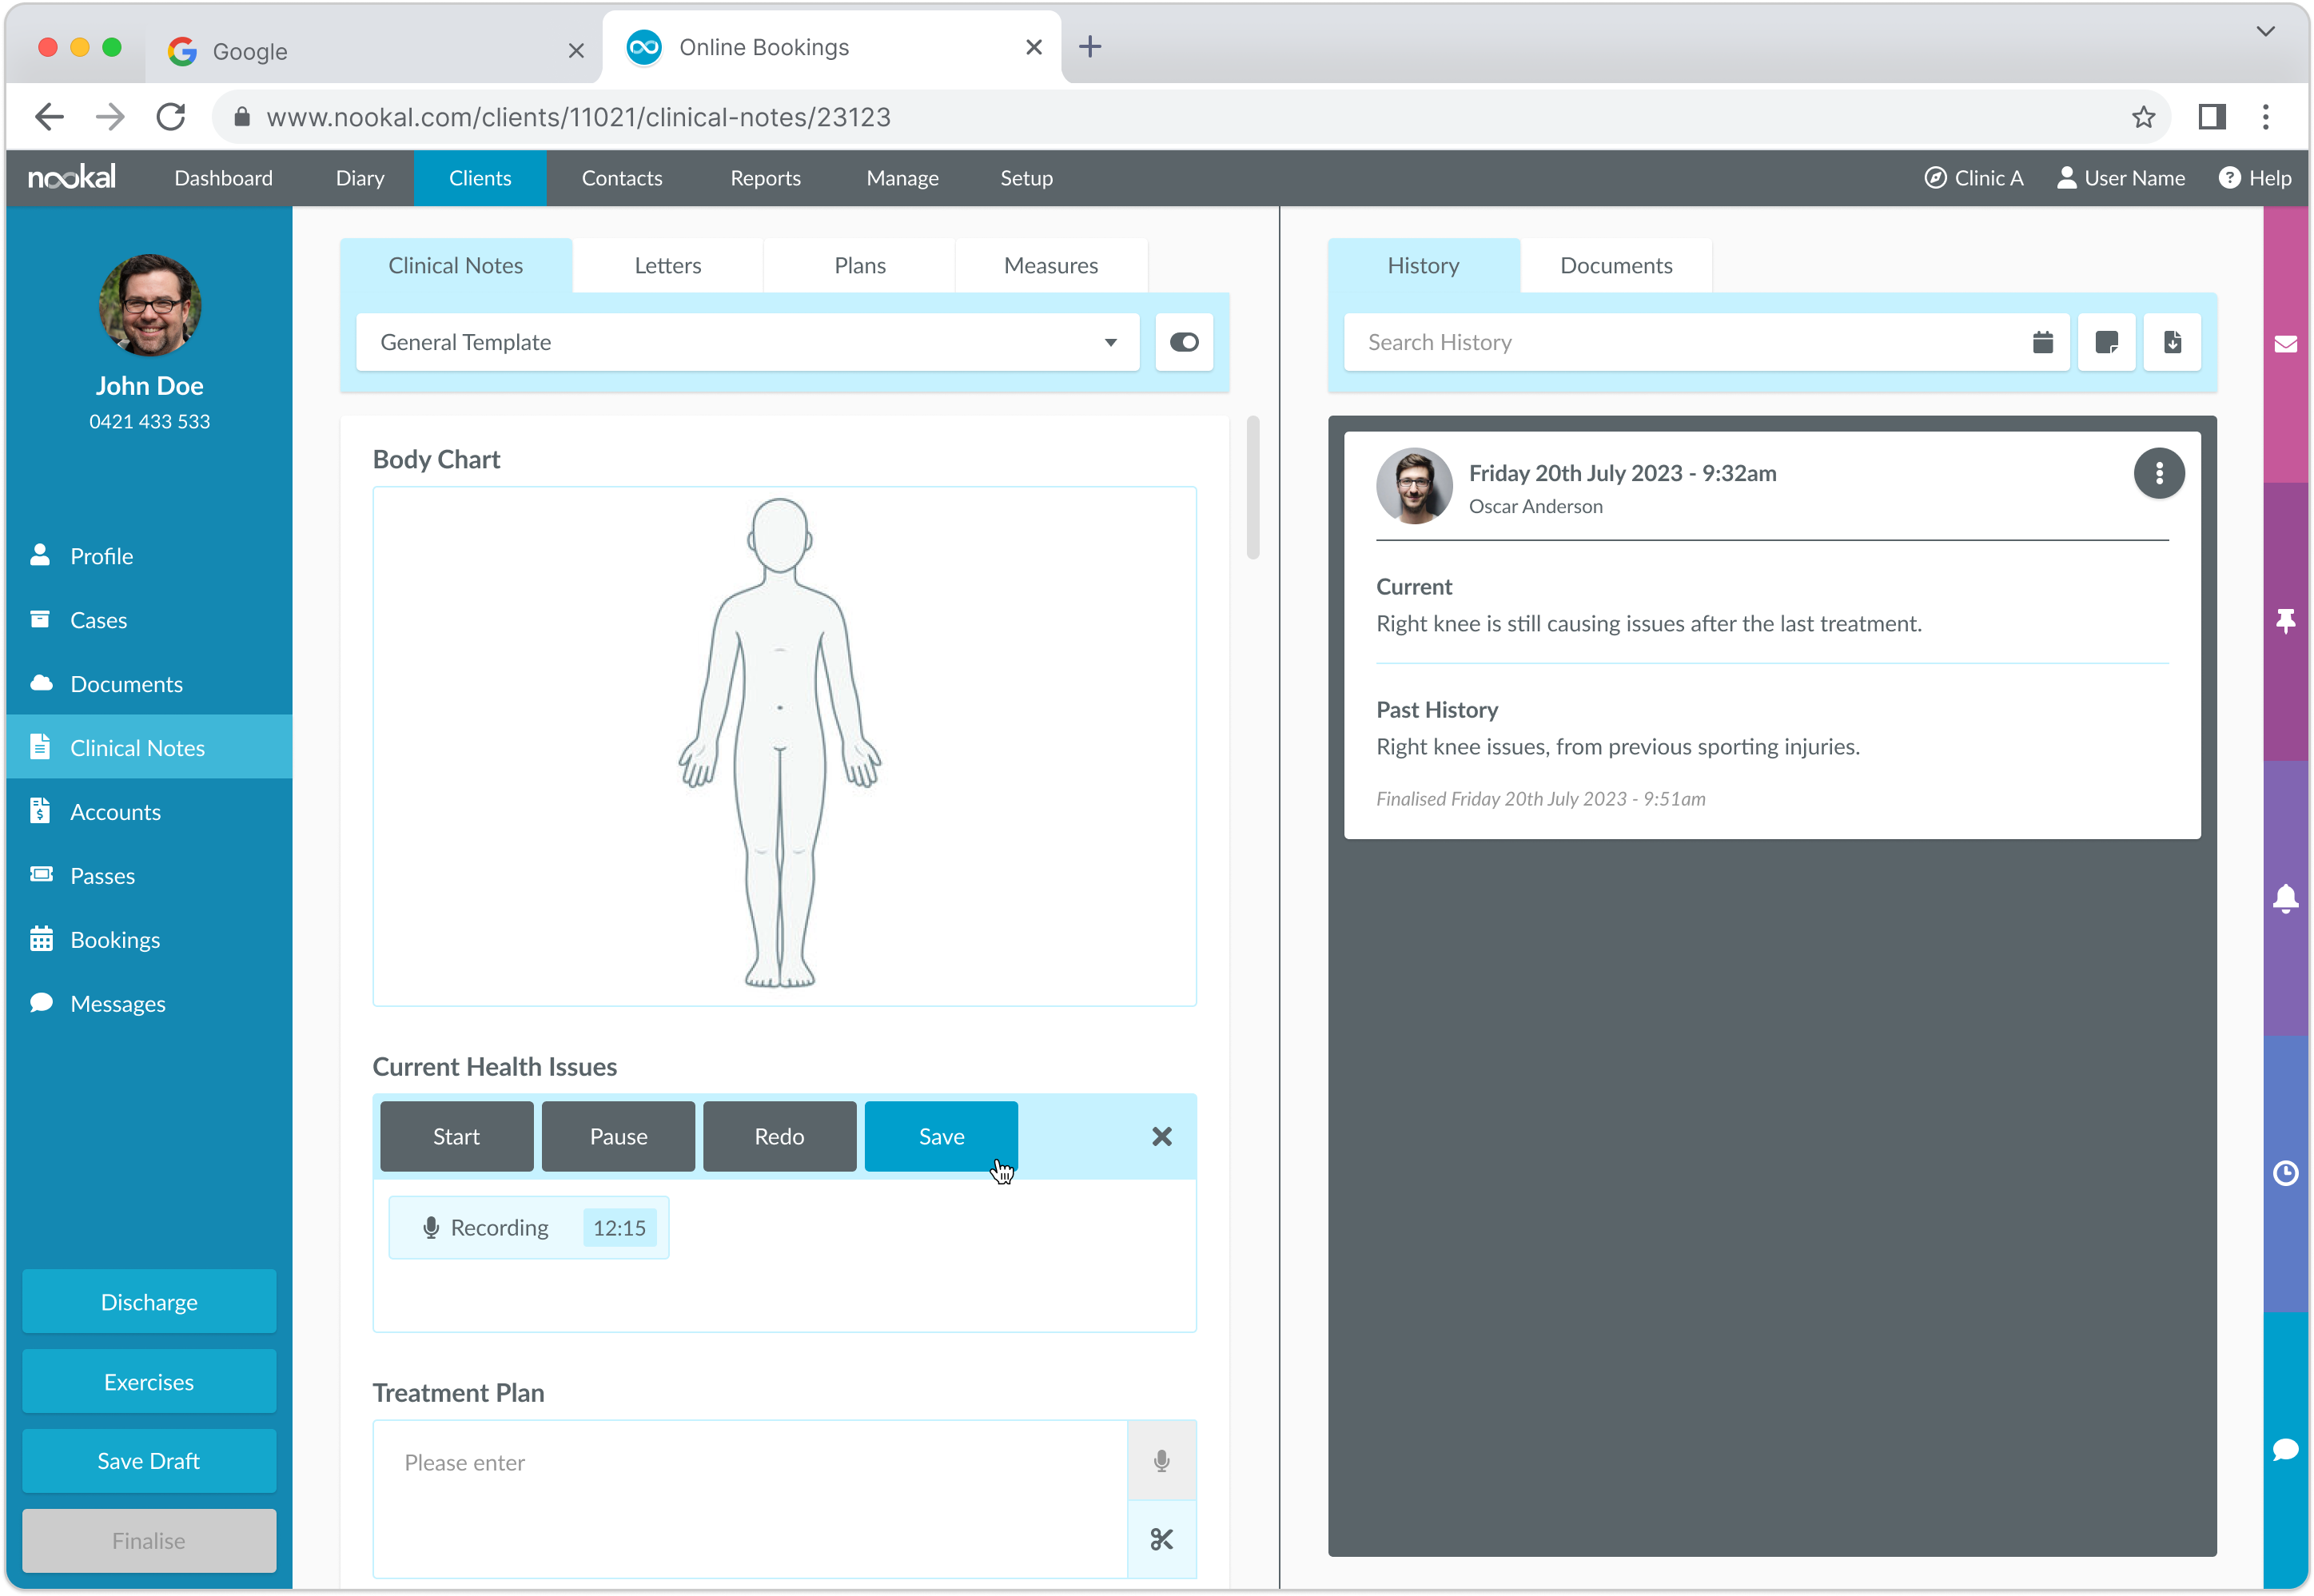 Google
Online Bookings
www.nookal.com/clients/11021/clinical-notes/23123
nookal
Dashboard
Diary
Clients
Contacts
Reports
Manage
Setup
Clinic A
User Name
Help
John Doe
0421 433 533
Profile
Cases
Documents
Clinical Notes
Accounts
Passes
Bookings
Messages
Discharge
Exercises
Save Draft
Finalise
Clinical Notes
Letters
Plans
Measures
General Template
Body Chart
Current Health Issues
Start
Pause
Redo
Save
Recording
12:15
Treatment Plan
Please enter
History
Documents
Search History
Friday 20th July 2023 - 9:32am
Oscar Anderson
Current
Right knee is still causing issues after the last treatment.
Past History
Right knee issues, from previous sporting injuries.
Finalised Friday 20th July 2023 - 9:51am